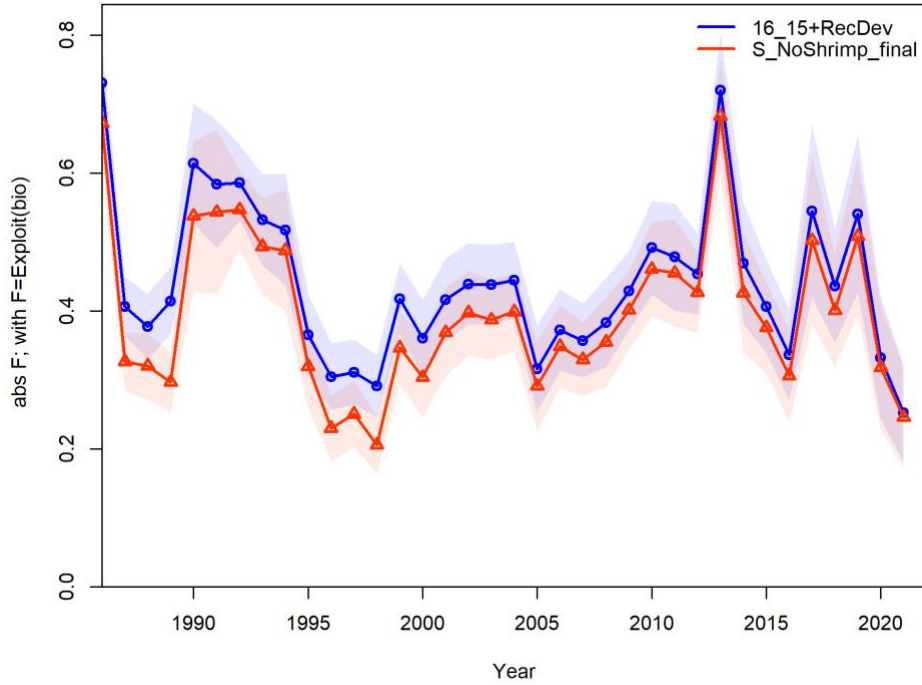 16_15+RecDev
S_NoShrimp_final
abs F; with F=Exploit(bio)
0.8
0.6
0.4
0.2
0.0
1990 1995 2000 2005 2010 2015 2020
Year